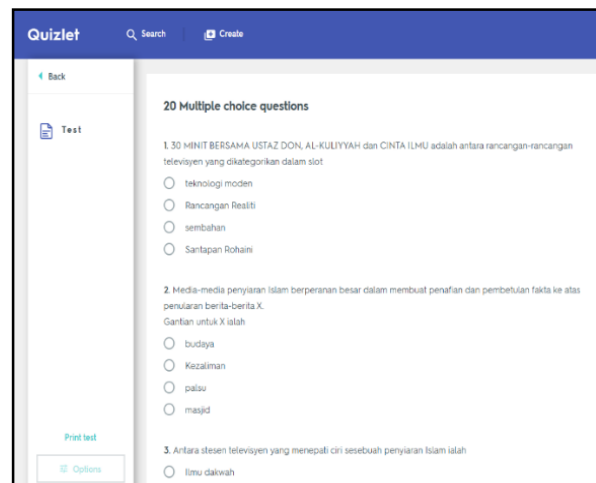 Quizlet
Search
Create
Back
Test
20 Multiple choice questions
1. 30 MINIT BERSAMA USTAZ DON, AL-KULIYYAH dan CINTA ILMU adalah antara rancangan-rancangan
televisyen yang dikategorikan dalam slot
teknologi moden
Rancangan Realiti
sembahan
Santapan Rohaini
2. Media-media penyiaran Islam berperanan besar dalam membuat penafian dan pembetulan fakta ke atas
penularan berita-berita X.
Gantian untuk X ialah
budaya
Kezaliman
palsu
masjid
3. Antara stesen televisyen yang menepati ciri sesebuah penyiaran Islam ialah
Ilmu dakwah
Print test
Options